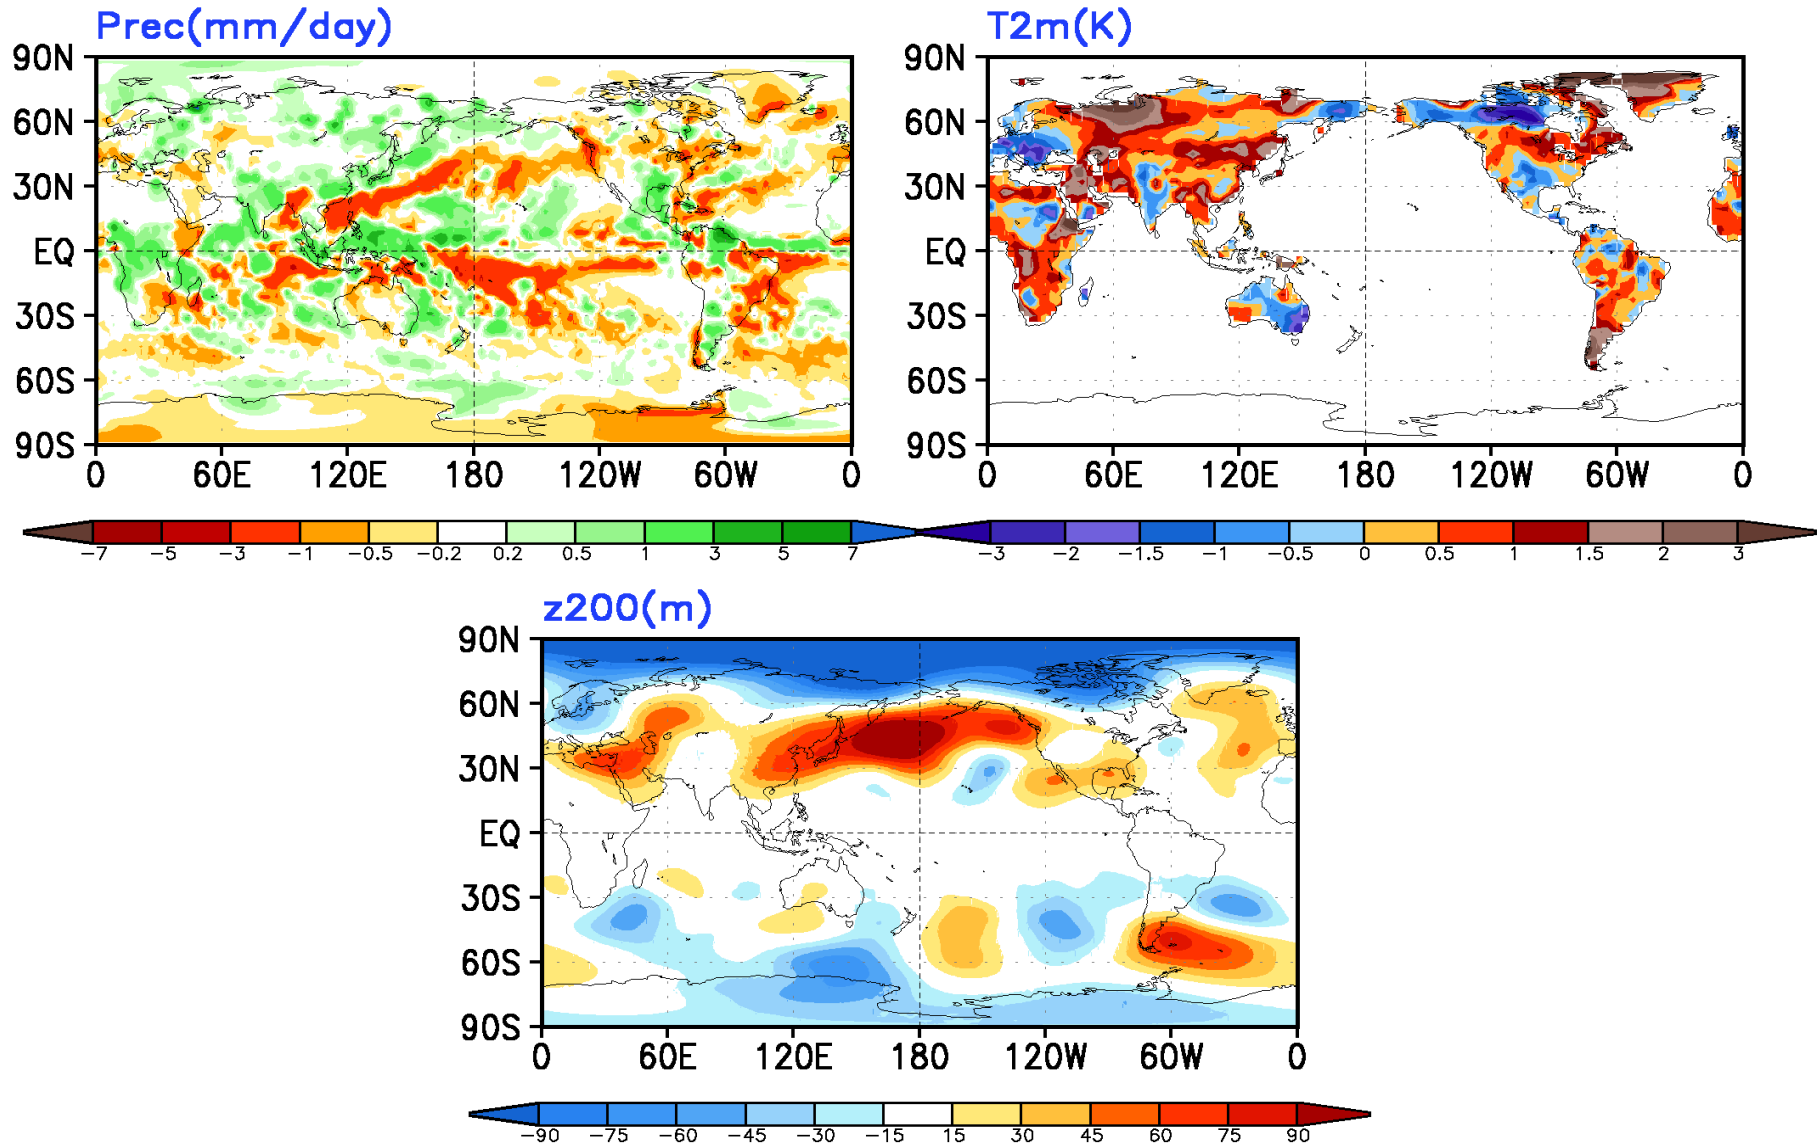 Prec(mm/day)
90N
60N
30N
EQ
30S
60S
90S
0 60E 120E 180 120W 60W 0
-7 -5 -3 -1 -0.5 -0.2 0.2 0.5 1 3 5 7
T2m(K)
90N
60N
30N
EQ
30S
60S
90S
0 60E 120E 180 120W 60W 0
-3 -2 -1.5 -1 -0.5 0 0.5 1 1.5 2 3
z200(m)
90N
60N
30N
EQ
30S
60S
90S
0 60E 120E 180 120W 60W 0
-90 -75 -60 -45 -30 -15 15 30 45 60 75 90